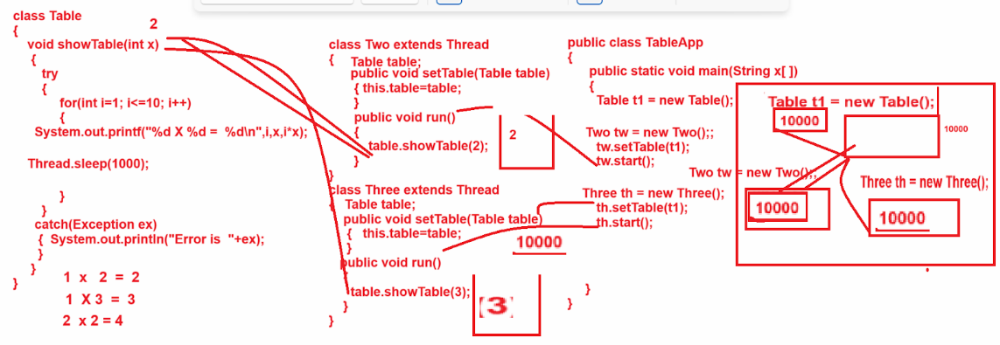 class Table
{
2
void showTable(int x)
{
try
{
for(int i=1; i<=10; i++)
{
System.out.printf("%d X %d =  %d\n",i,x,i*x);
Thread.sleep(1000);
}
}
catch(Exception ex)
{  System.out.println("Error is  "+ex);
}
}
}
1  x   2  =  2
1  X 3  =  3
2  x 2 = 4
class Two extends Thread
{    Table table;
public void setTable(Table table)
{ this.table=table;
}
public void run()
{
table.showTable(2);
}
}
2
class Three extends Thread
{
Table table;
public void setTable(Table table)
{   this.table=table;
}
10000
public void run()
{
table.showTable(3);
}
}
[3]
public class TableApp
{
public static void main(String x[ ])
{
Table t1 = new Table();
Two tw = new Two();;
tw.setTable(t1);
tw.start();
Three th = new Three();
th.setTable(t1);
th.start();
}
}
Table t1 = new Table();
10000
10000
Two tw = new Two();;
10000
Three th = new Three();
10000